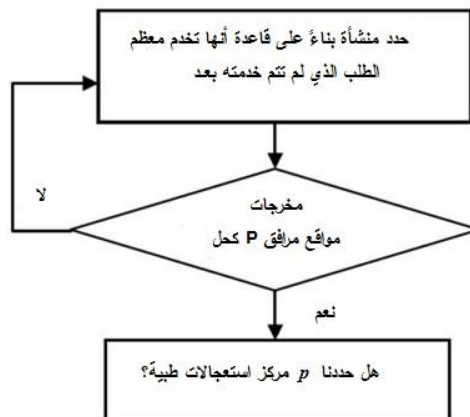 حدد منشأة بناءً على قاعدة أنها تخدم معظم
الطلب الذي لم تتم خدمته بعد
لا
مخرجات
مواقع مرافق P كحل
نعم
هل حددنا p مركز استعجالات طبية؟